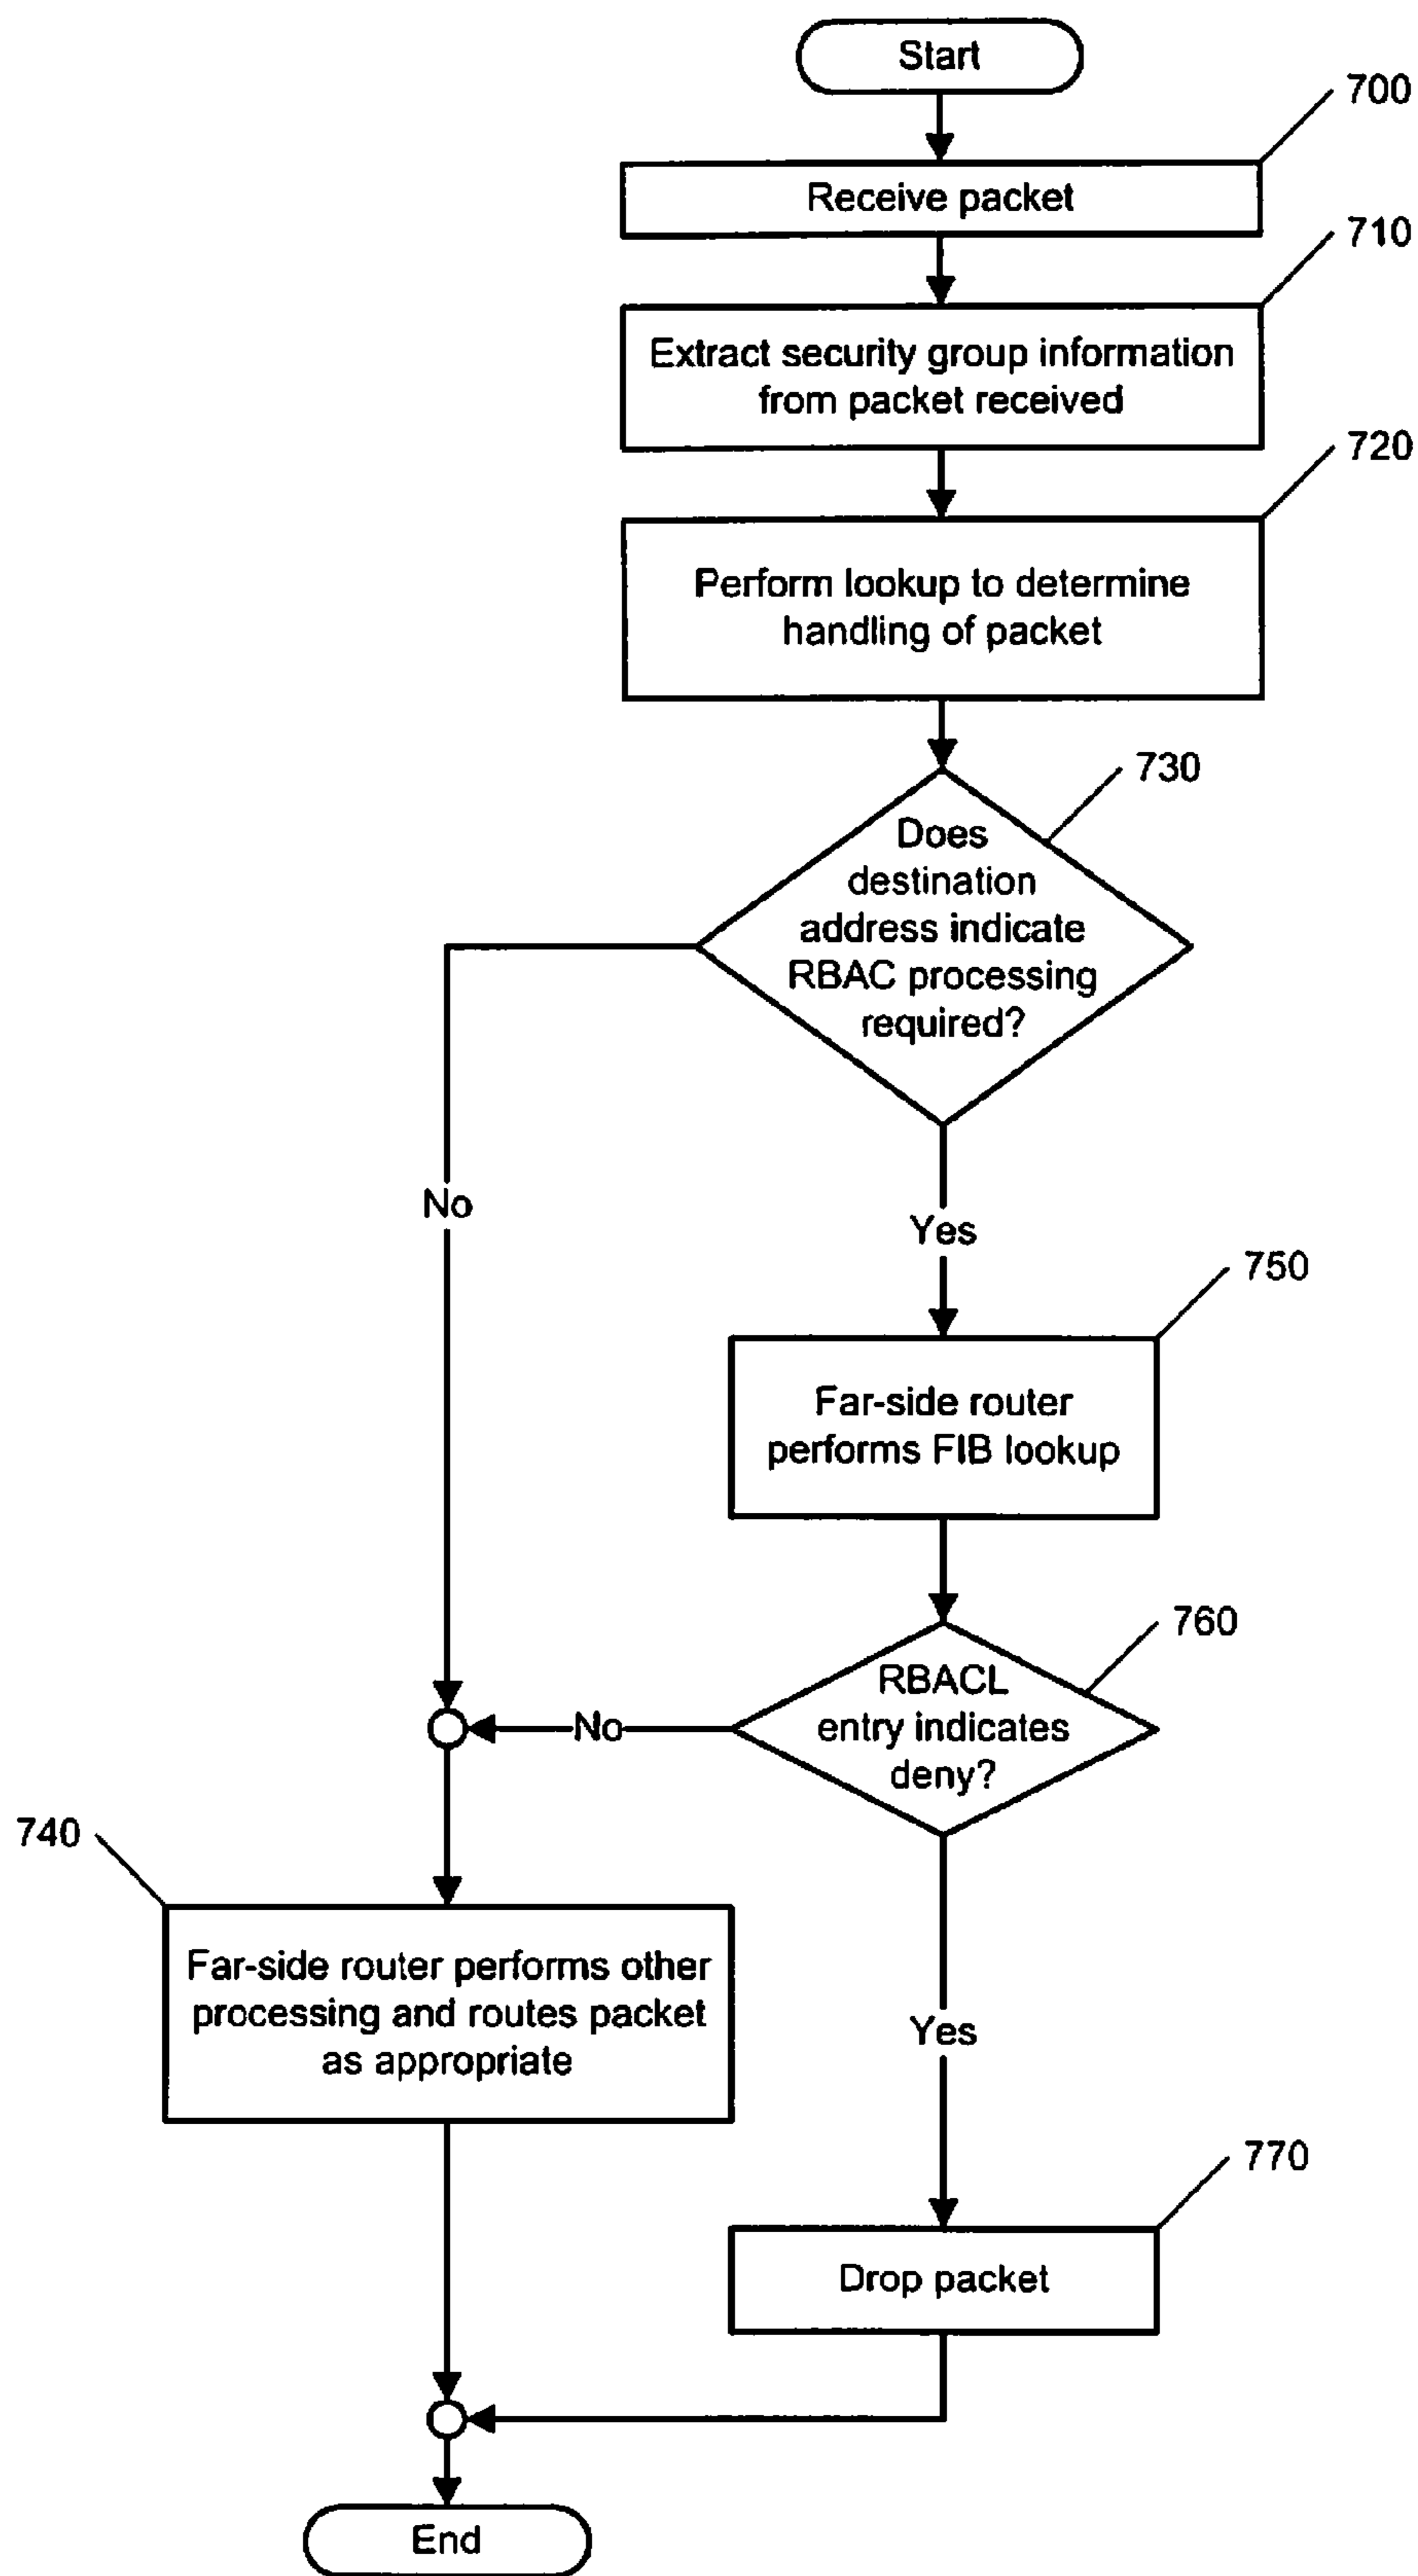 Start
700
Receive packet
710
Extract security group information
from packet received
720
Perform lookup to determine
handling of packet
730
Does
destination
address indicate
RBAC processing
required?
No
Yes
750
Far-side router
performs FIB lookup
760
RBACL
entry indicates
deny?
No
740
Far-side router performs other
processing and routes packet
as appropriate
Yes
770
Drop packet
End